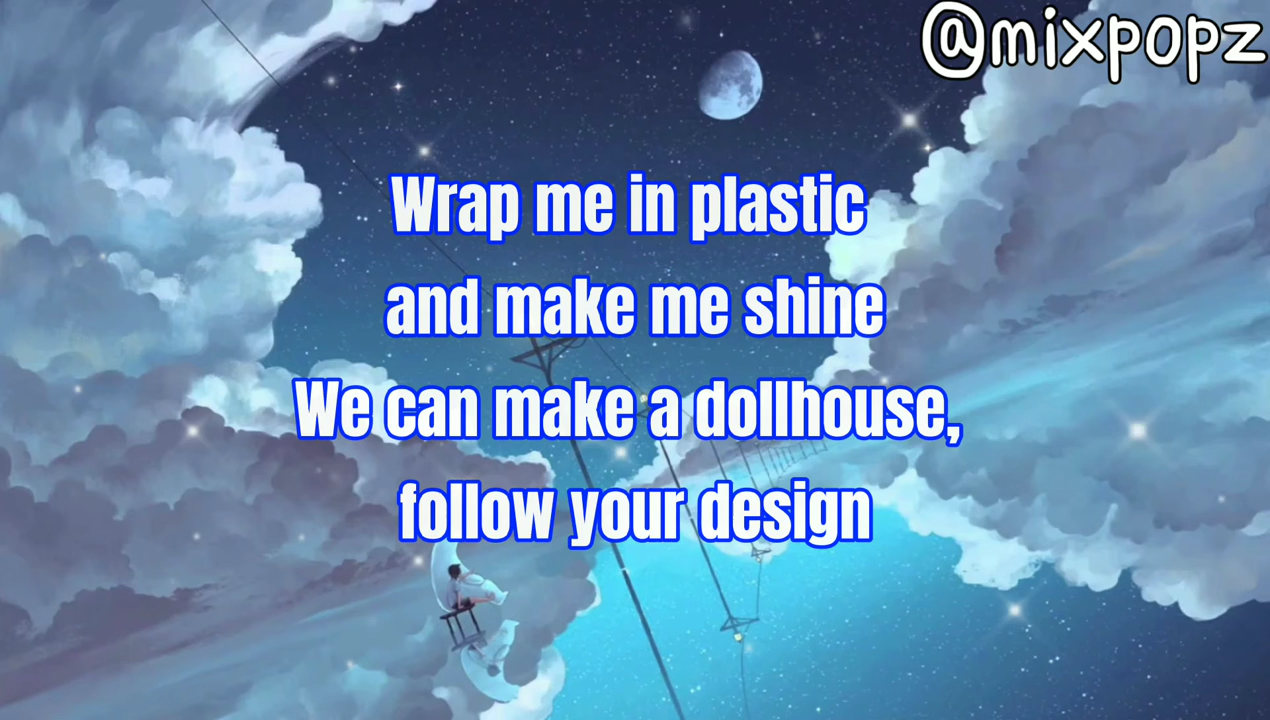 @mixpopz
Wrap me in plastic
and make me shine
We can make a dollhouse,
follow your design